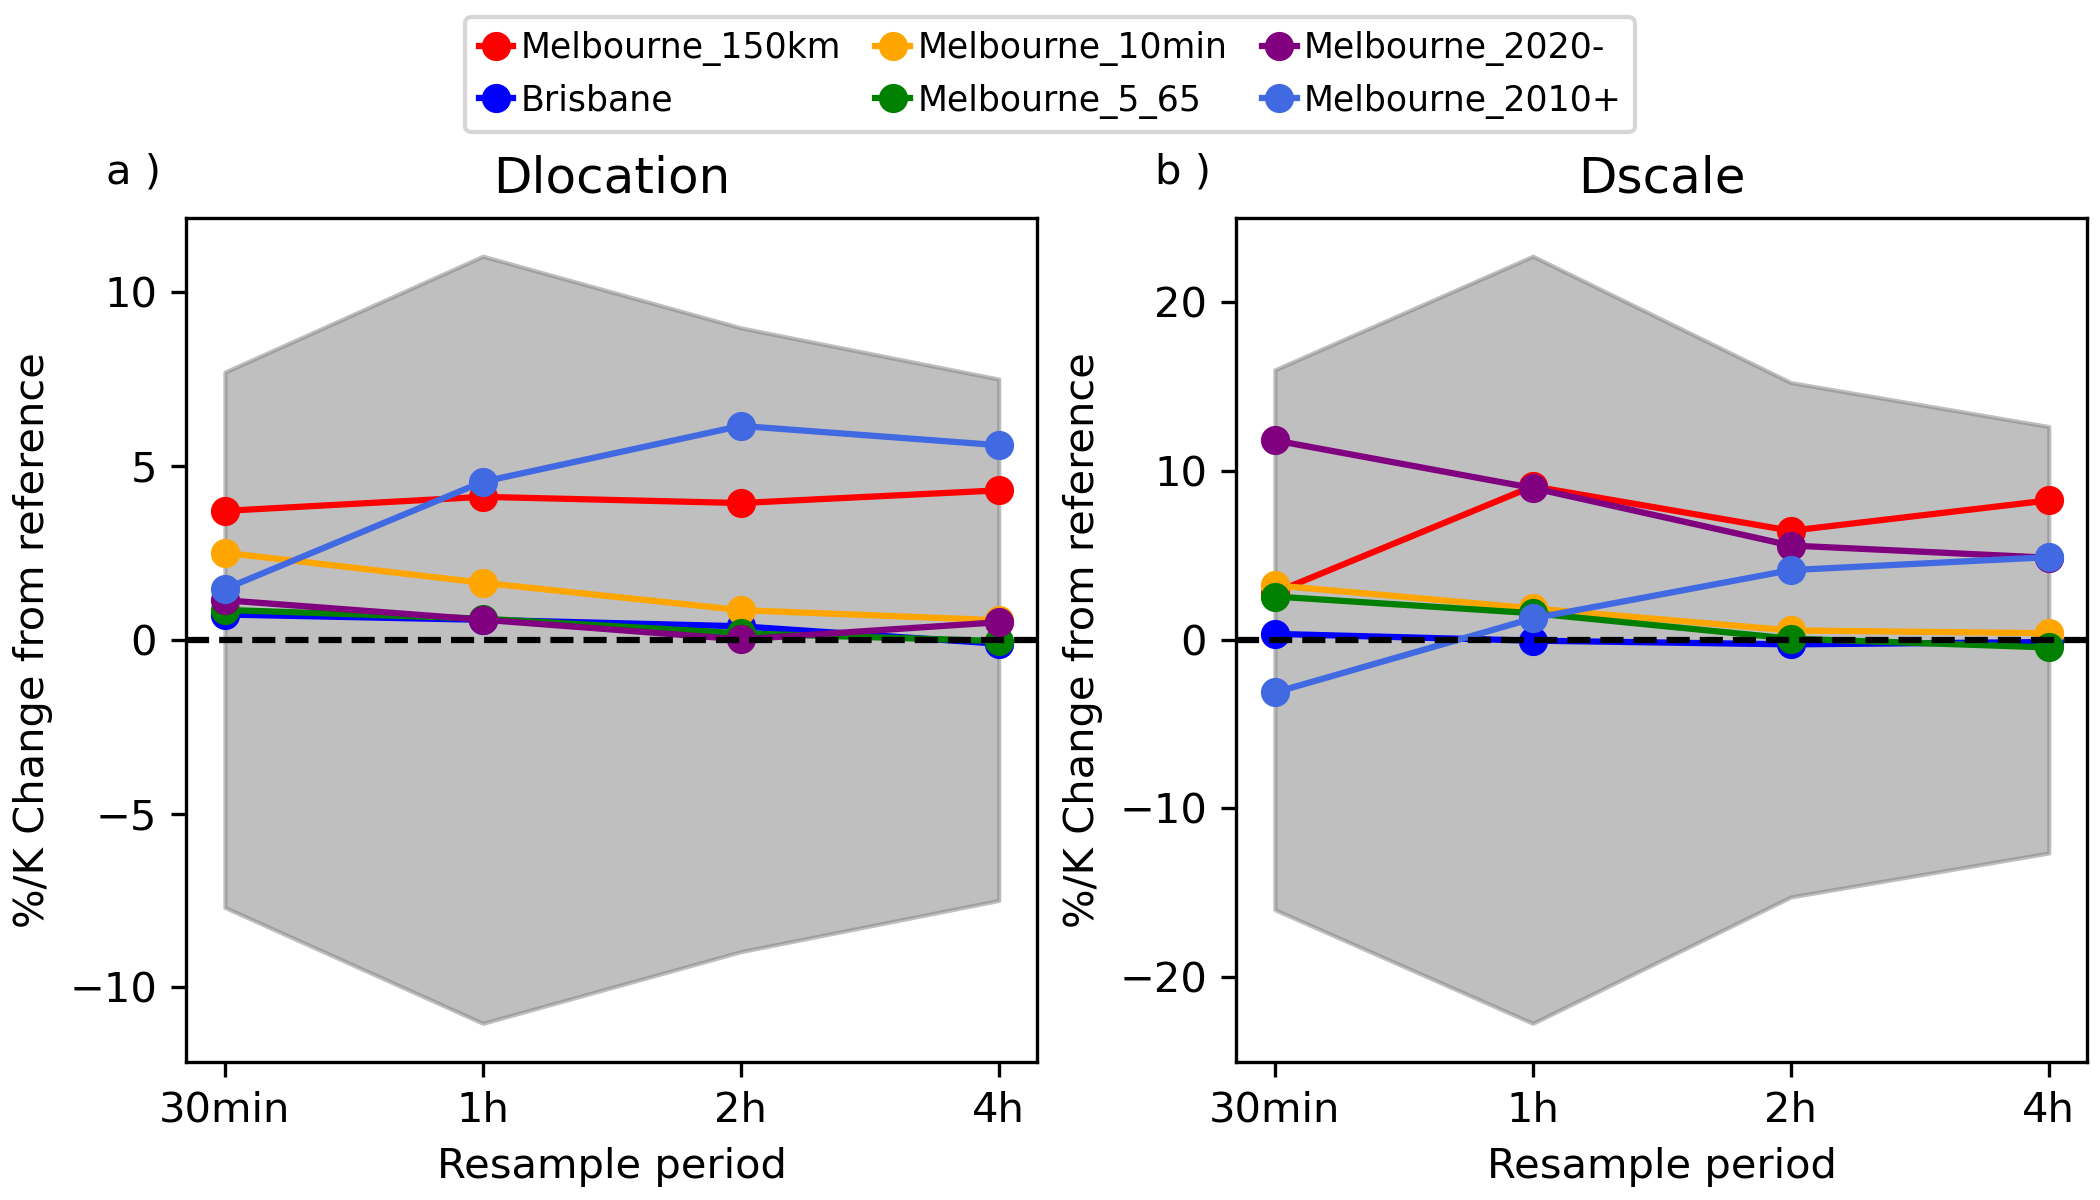 Melbourne_150km Melbourne_10min Melbourne_2020-
Brisbane Melbourne_5_65 Melbourne_2010+
a )
Dlocation
%/K Change from reference
10
5
0
−5
−10
30min 1h 2h 4h
Resample period
b )
Dscale
%/K Change from reference
20
10
0
−10
−20
30min 1h 2h 4h
Resample period